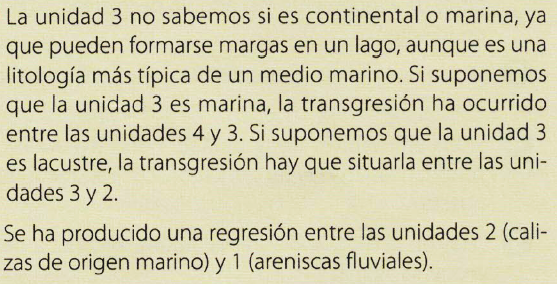 La unidad 3 no sabemos si es continental o marina, ya
que pueden formarse margas en un lago, aunque es una
litología más típica de un medio marino. Si suponemos
que la unidad 3 es marina, la transgresión ha ocurrido
entre las unidades 4 y 3. Si suponemos que la unidad 3
es lacustre, la transgresión hay que situarla entre las uni-
dades 3 y 2.
Se ha producido una regresión entre las unidades 2 (cali-
zas de origen marino) y 1 (areniscas fluviales).